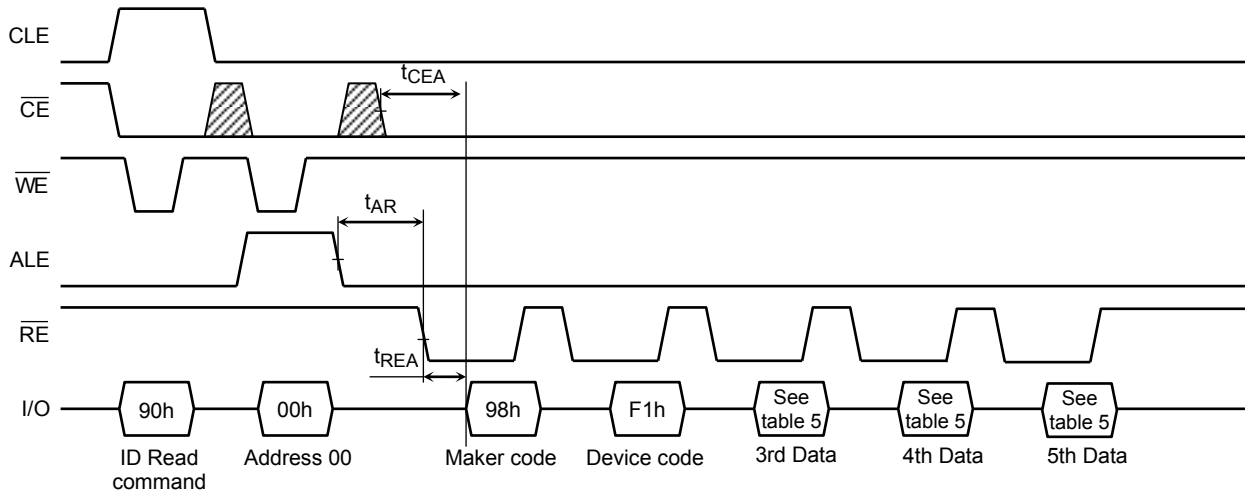 CLE
tCEA
CE
WE
tAR
ALE
RE
tREA
I/O
90h
00h
98h
F1h
See
table 5
See
table 5
See
table 5
ID Read
command
Address 00
Maker code
Device code
3rd Data
4th Data
5th Data